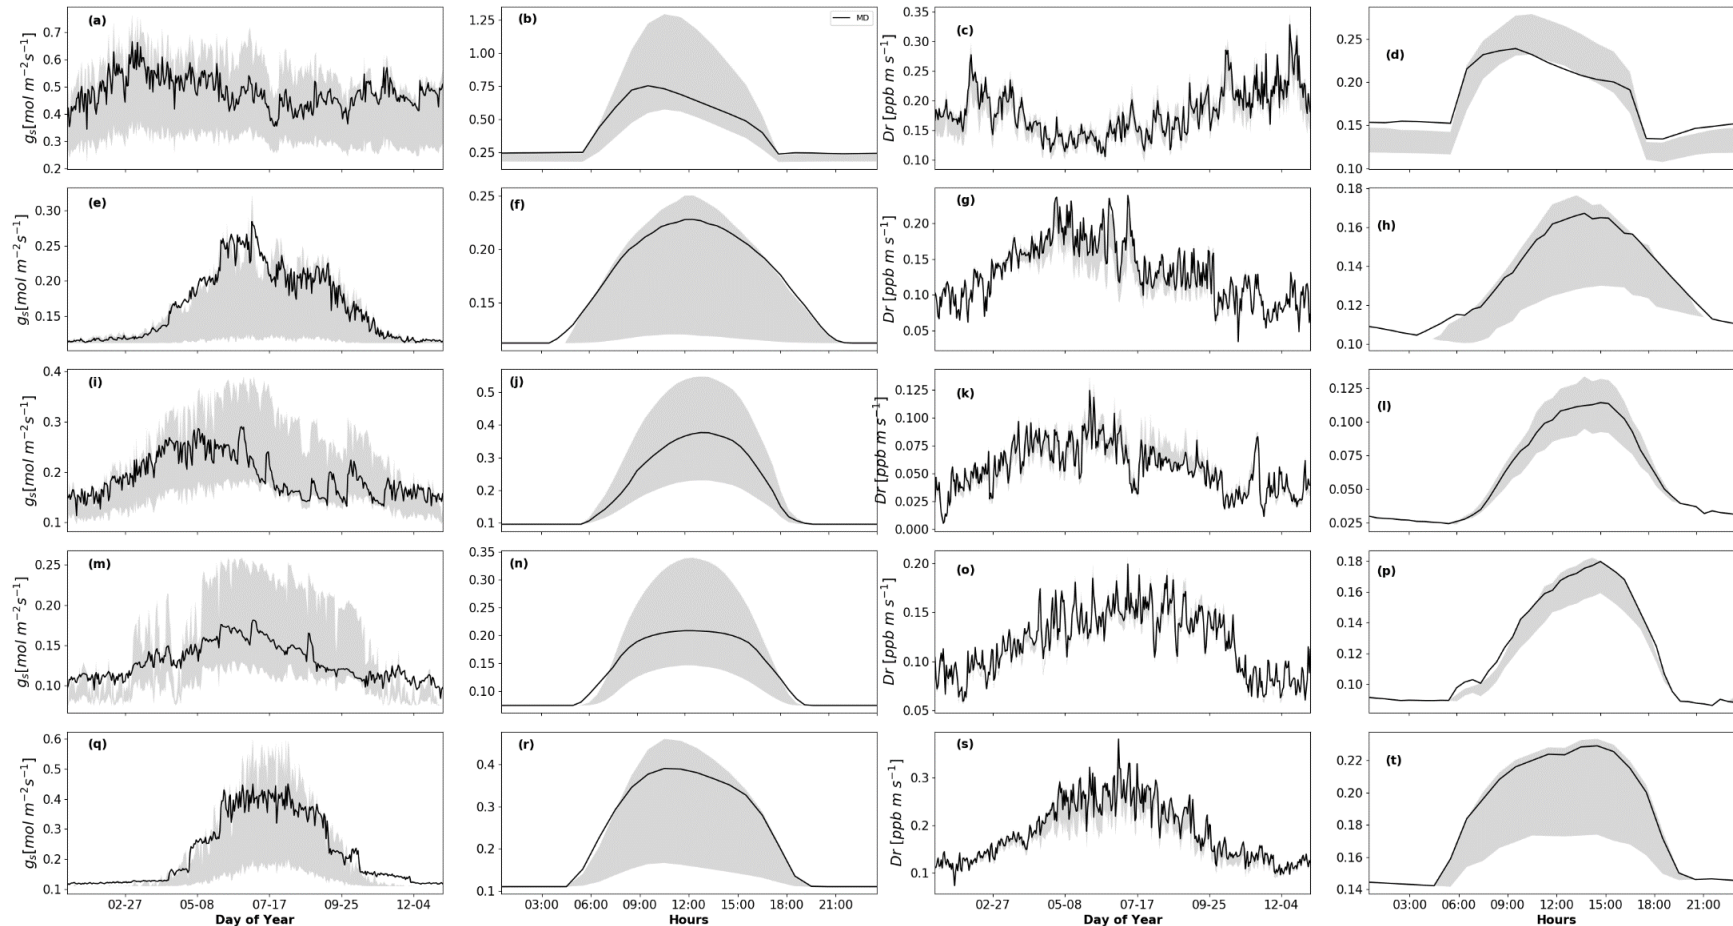 (a) (b) — MD (c) (d)
0.7 0.6 0.5 0.4 0.3 0.2
gs[mol m−2s−1]
1.25 1.00 0.75 0.50 0.25
Dr [ppb m s−1]
0.35 0.30 0.25 0.20 0.15 0.10
0.25 0.20 0.15 0.10
(e) (f) (g) (h)
0.30 0.25 0.20 0.15
gs[mol m−2s−1]
0.25 0.20 0.15
Dr [ppb m s−1]
0.20 0.15 0.10 0.05
0.18 0.16 0.14 0.12 0.10
(i) (j) (k) (l)
0.4 0.3 0.2 0.1
gs[mol m−2s−1]
0.5 0.4 0.3 0.2 0.1
Dr [ppb m s−1]
0.125 0.100 0.075 0.050 0.025 0.000
0.125 0.100 0.075 0.050 0.025
(m) (n) (o) (p)
0.25 0.20 0.15 0.10
gs[mol m−2s−1]
0.35 0.30 0.25 0.20 0.15 0.10
Dr [ppb m s−1]
0.20 0.15 0.10 0.05
0.18 0.16 0.14 0.12 0.10
(q) (r) (s) (t)
0.6 0.5 0.4 0.3 0.2 0.1
gs[mol m−2s−1]
0.4 0.3 0.2 0.1
Dr [ppb m s−1]
0.3 0.2 0.1
0.22 0.20 0.18 0.16 0.14
02-27 05-08 07-17 09-25 12-04
03:00 06:00 09:00 12:00 15:00 18:00 21:00
02-27 05-08 07-17 09-25 12-04
03:00 06:00 09:00 12:00 15:00 18:00 21:00
Day of Year Hours Day of Year Hours